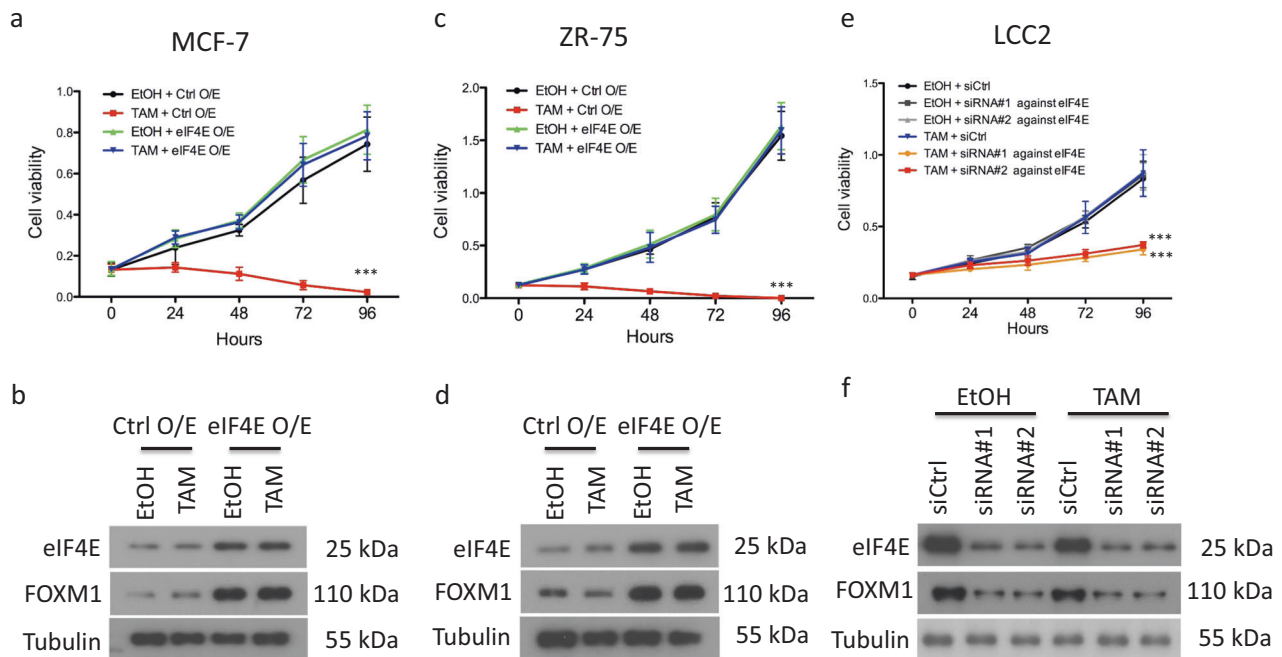 a
MCF-7
EtOH + Ctrl O/E
TAM + Ctrl O/E
EtOH + eIF4E O/E
TAM + eIF4E O/E
Cell viability
1.0
0.8
0.6
0.4
0.2
0.0
***
0 24 48 72 96
Hours
c
ZR-75
EtOH + Ctrl O/E
TAM + Ctrl O/E
EtOH + eIF4E O/E
TAM + eIF4E O/E
Cell viability
2.0
1.5
1.0
0.5
0.0
***
0 24 48 72 96
Hours
e
LCC2
EtOH + siCtrl
EtOH + siRNA#1 against eIF4E
EtOH + siRNA#2 against eIF4E
TAM + siCtrl
TAM + siRNA#1 against eIF4E
TAM + siRNA#2 against eIF4E
Cell viability
1.5
1.0
0.5
0.0
***
***
0 24 48 72 96
Hours
b
Ctrl O/E eIF4E O/E
EtOH TAM EtOH TAM
eIF4E 25 kDa
FOXM1 110 kDa
Tubulin 55 kDa
d
Ctrl O/E eIF4E O/E
EtOH TAM EtOH TAM
eIF4E 25 kDa
FOXM1 110 kDa
Tubulin 55 kDa
f
EtOH TAM
siCtrl siRNA#1 siRNA#2 siCtrl siRNA#1 siRNA#2
eIF4E 25 kDa
FOXM1 110 kDa
Tubulin 55 kDa